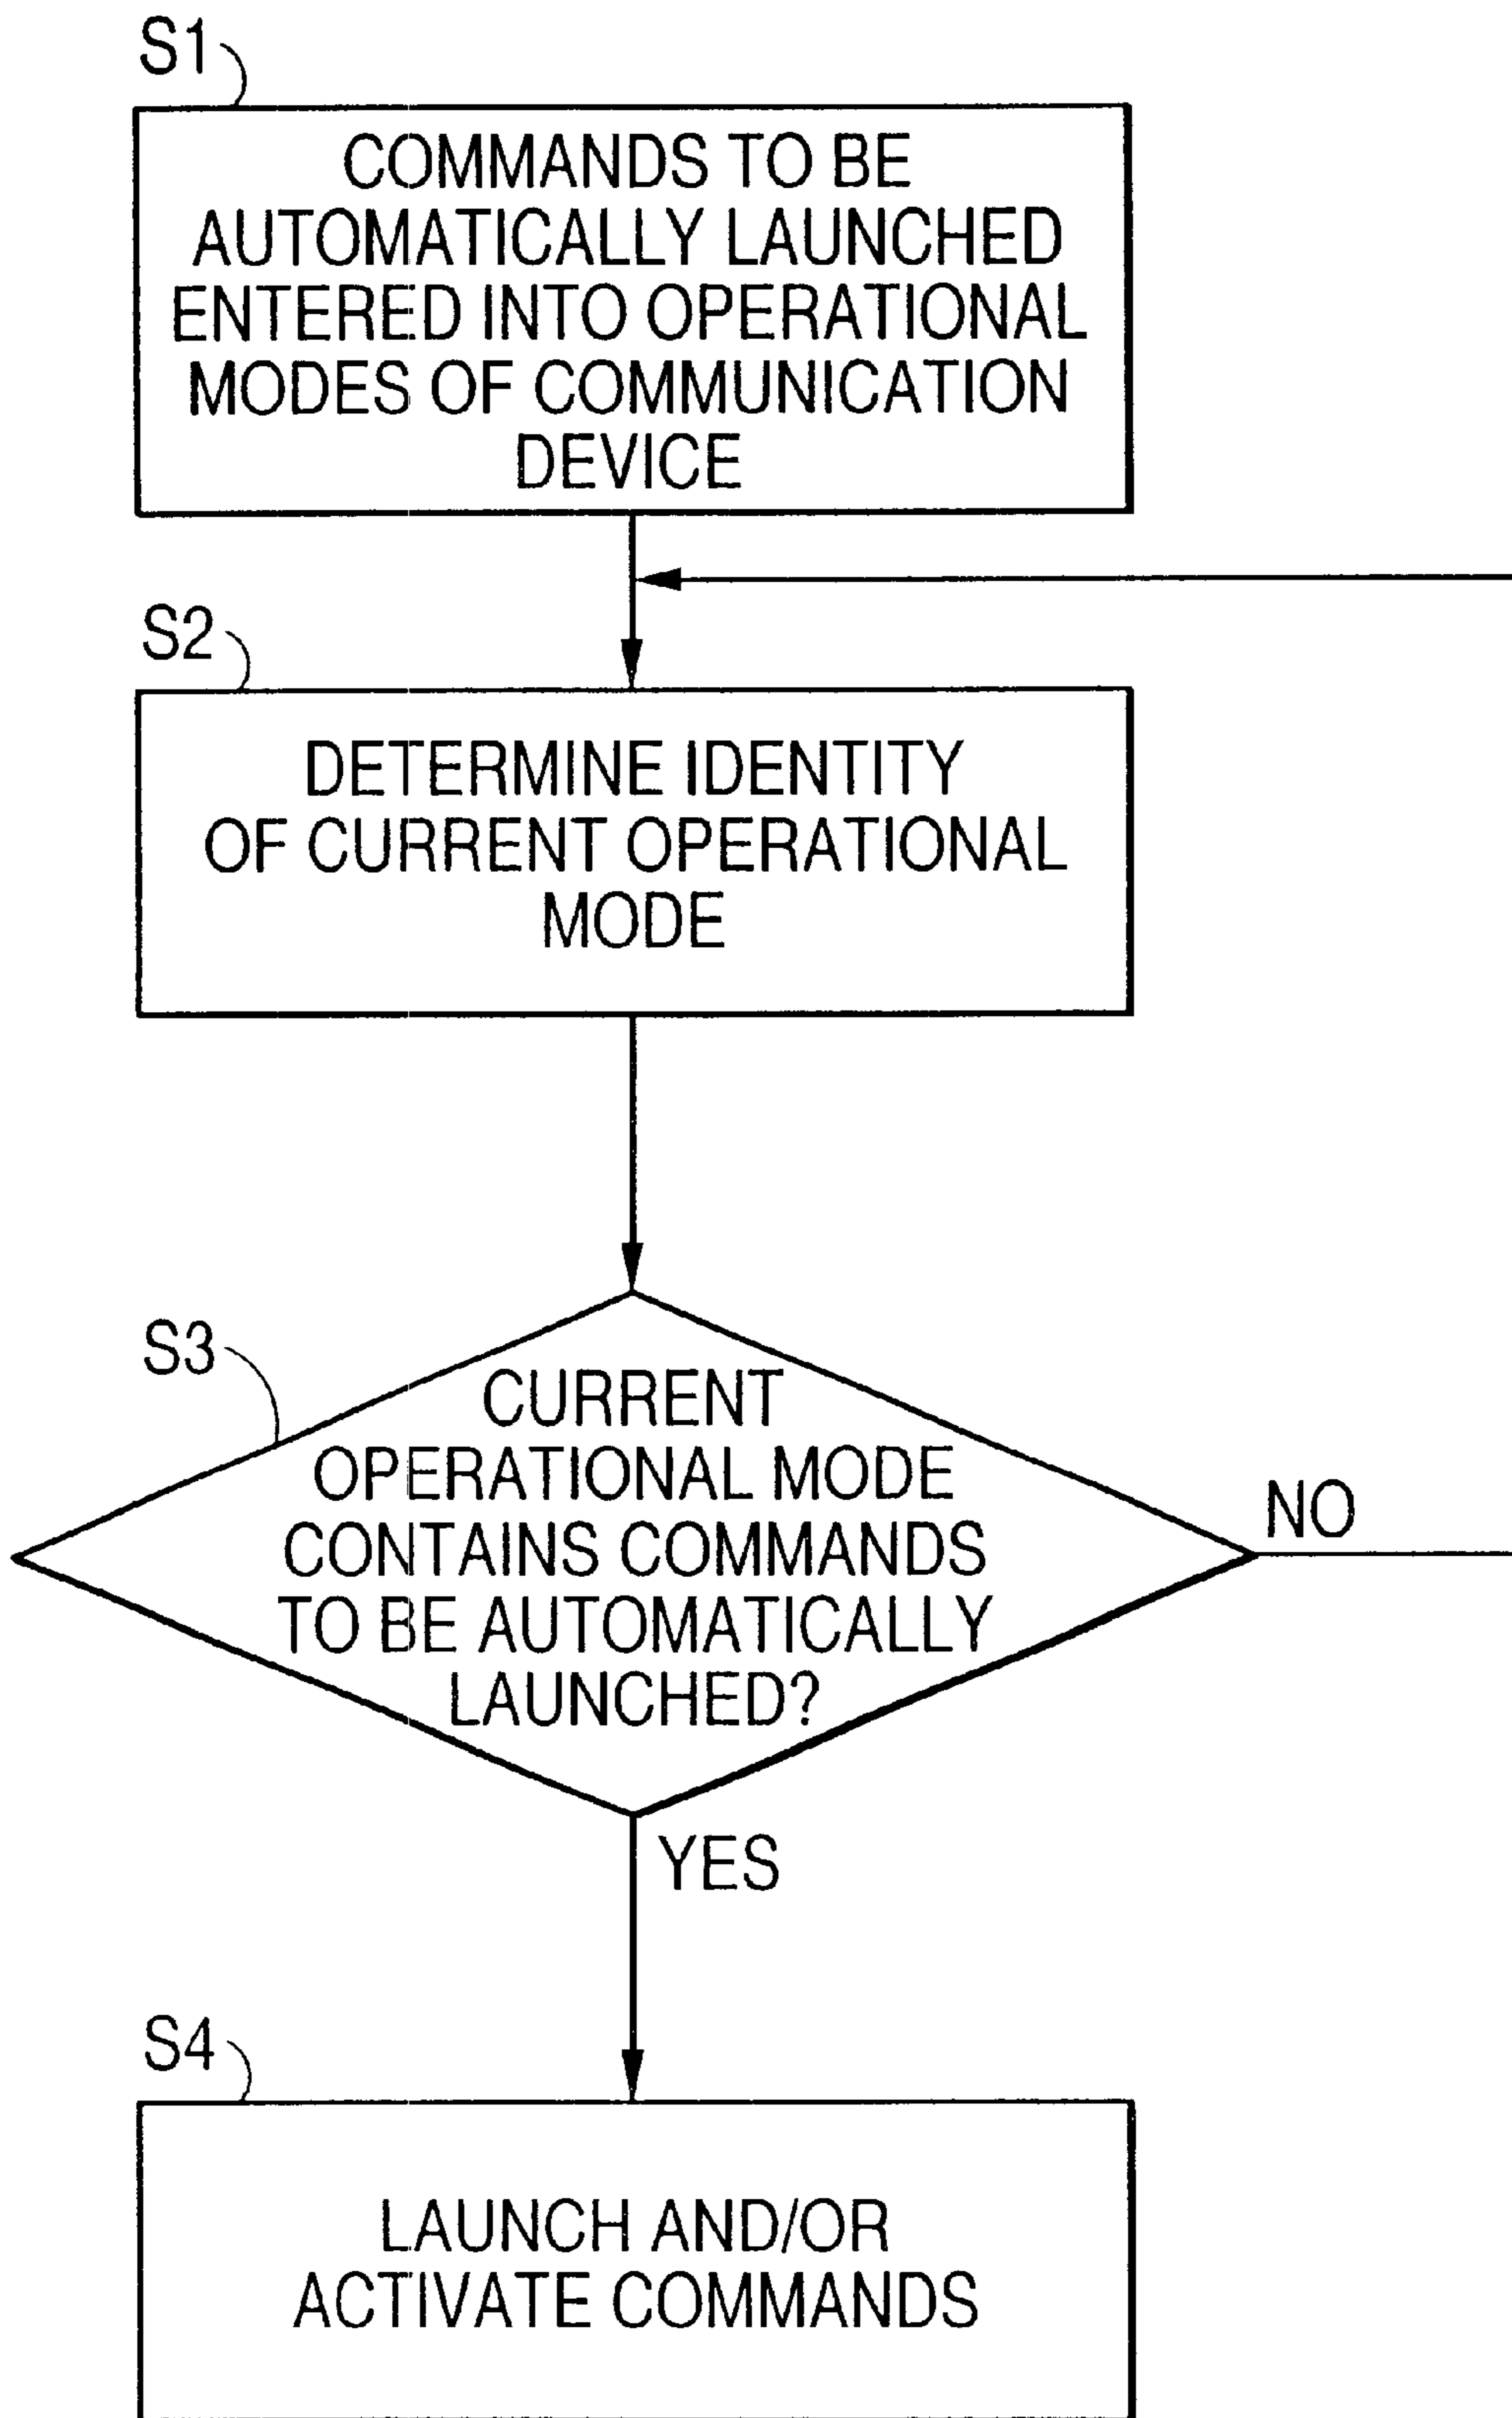 S1
COMMANDS TO BE
AUTOMATICALLY LAUNCHED
ENTERED INTO OPERATIONAL
MODES OF COMMUNICATION
DEVICE
S2
DETERMINE IDENTITY
OF CURRENT OPERATIONAL
MODE
S3
CURRENT
OPERATIONAL MODE
CONTAINS COMMANDS
TO BE AUTOMATICALLY
LAUNCHED?
NO
YES
S4
LAUNCH AND/OR
ACTIVATE COMMANDS